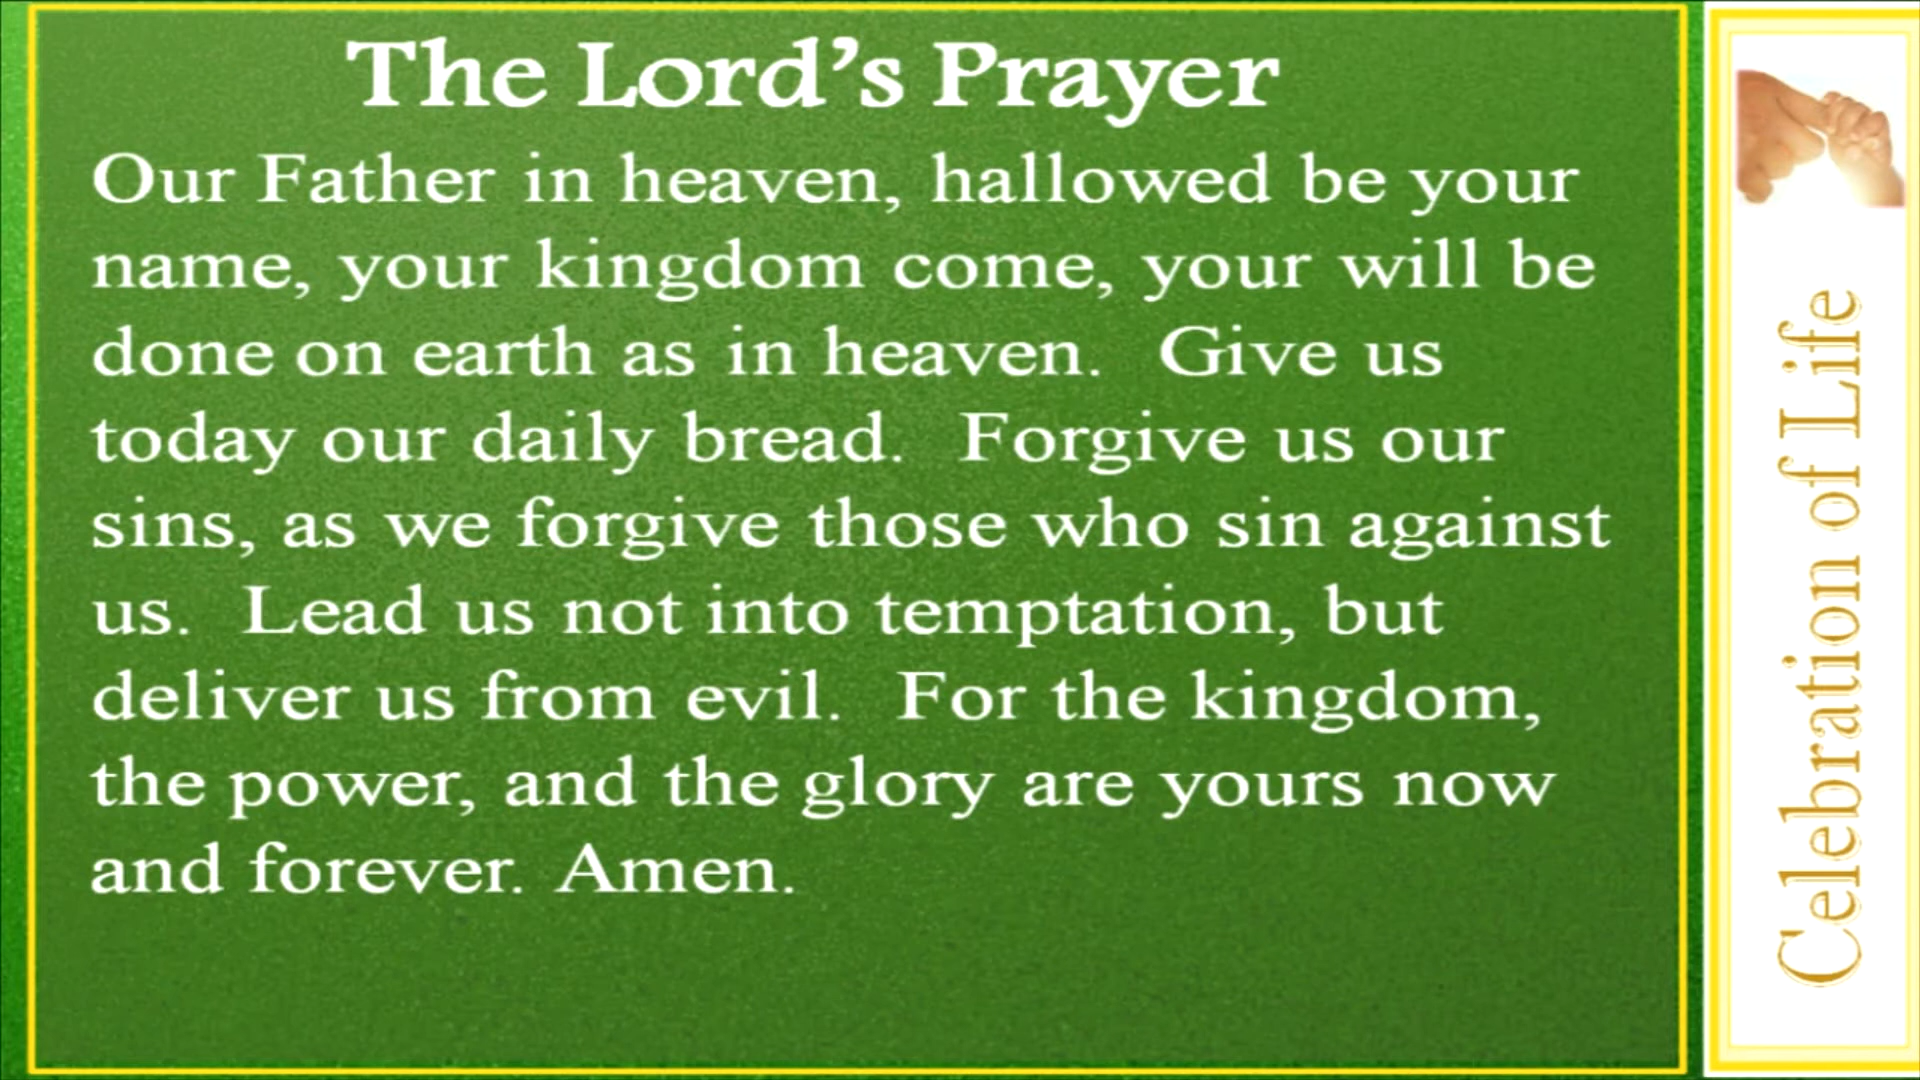 The Lord’s Prayer
Our Father in heaven, hallowed be your
name, your kingdom come, your will be
done on earth as in heaven.  Give us
today our daily bread.  Forgive us our
sins, as we forgive those who sin against
us.  Lead us not into temptation, but
deliver us from evil.  For the kingdom,
the power, and the glory are yours now
and forever. Amen.
Celebration of Life